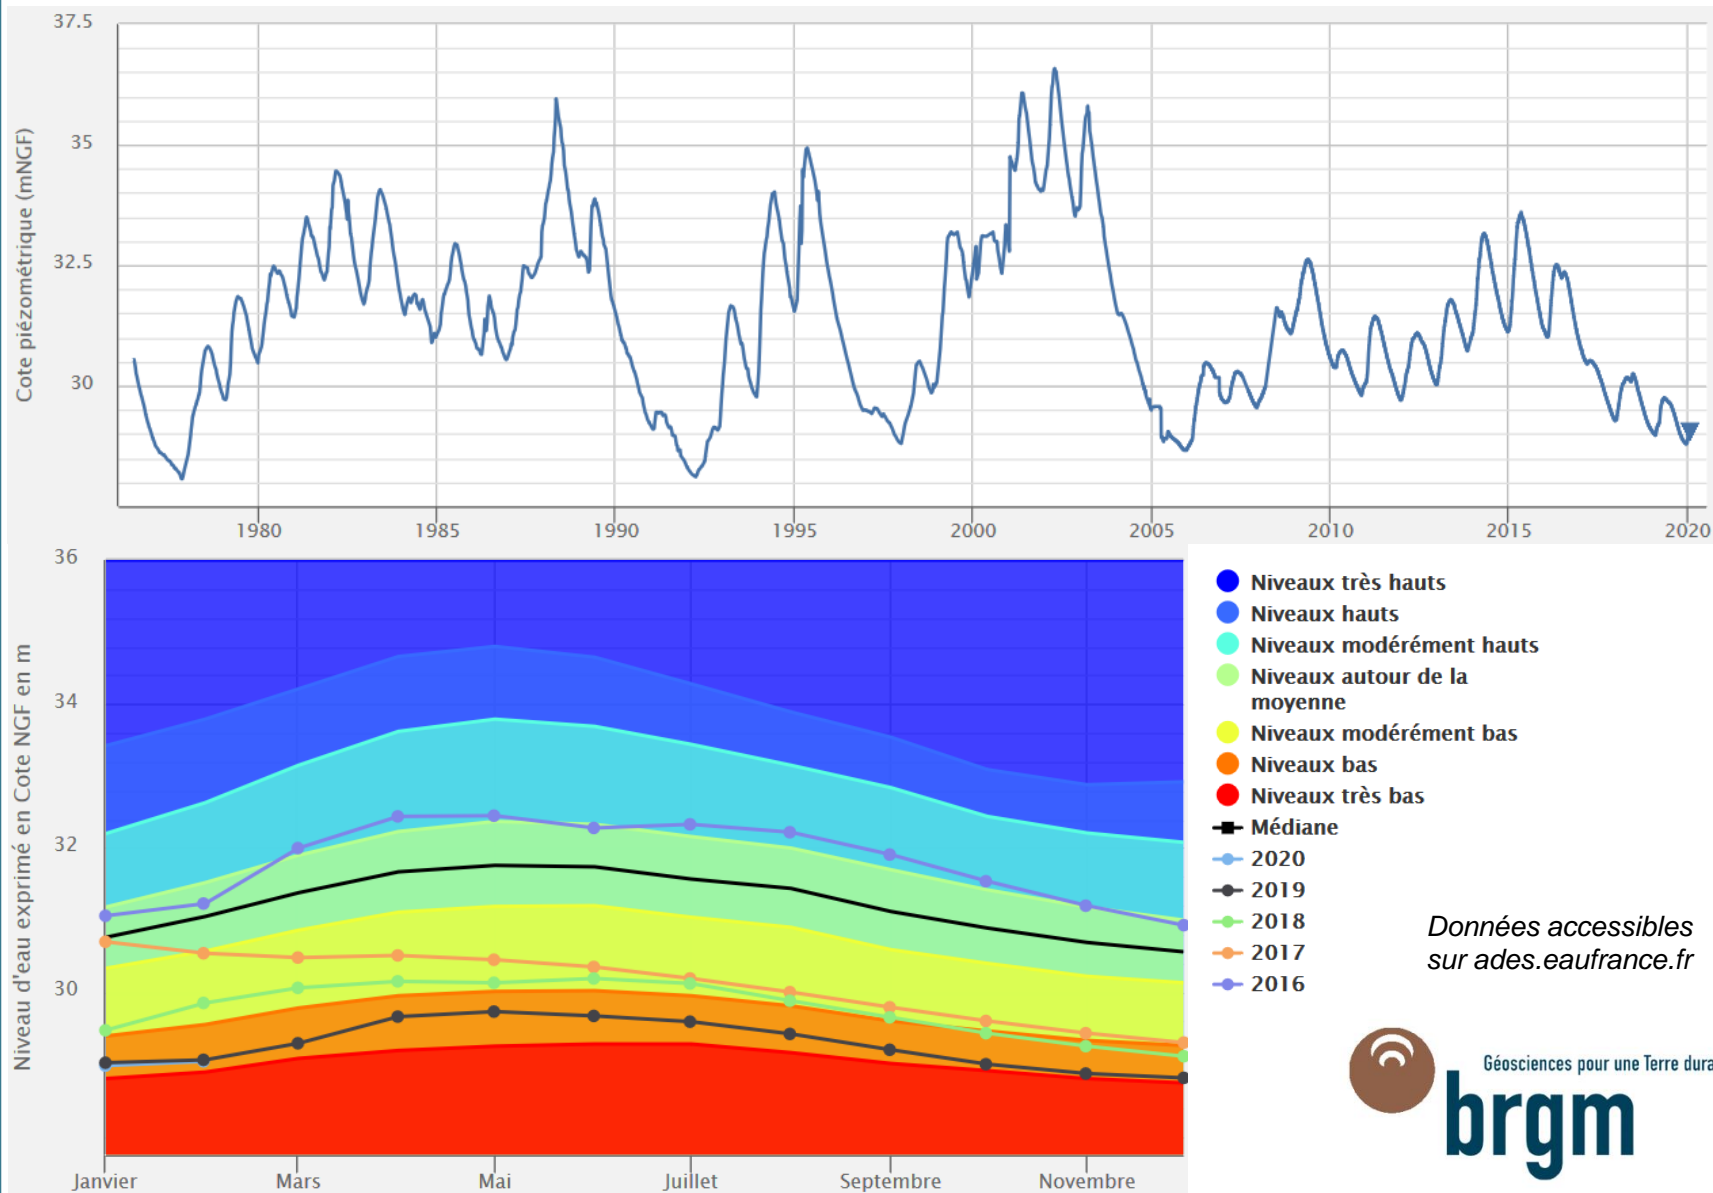 Cote piézométrique (mNGF)
37.5
35
32.5
30
1980 1985 1990 1995 2000 2005 2010 2015 2020
Niveau d'eau exprimé en Cote NGF en m
36
34
32
30
Janvier Mars Mai Juillet Septembre Novembre
Niveaux très hauts
Niveaux hauts
Niveaux modérément hauts
Niveaux autour de la
moyenne
Niveaux modérément bas
Niveaux bas
Niveaux très bas
Médiane
2020
2019
2018
2017
2016
Données accessibles
sur ades.eaufrance.fr
Géosciences pour une Terre dura
brgm